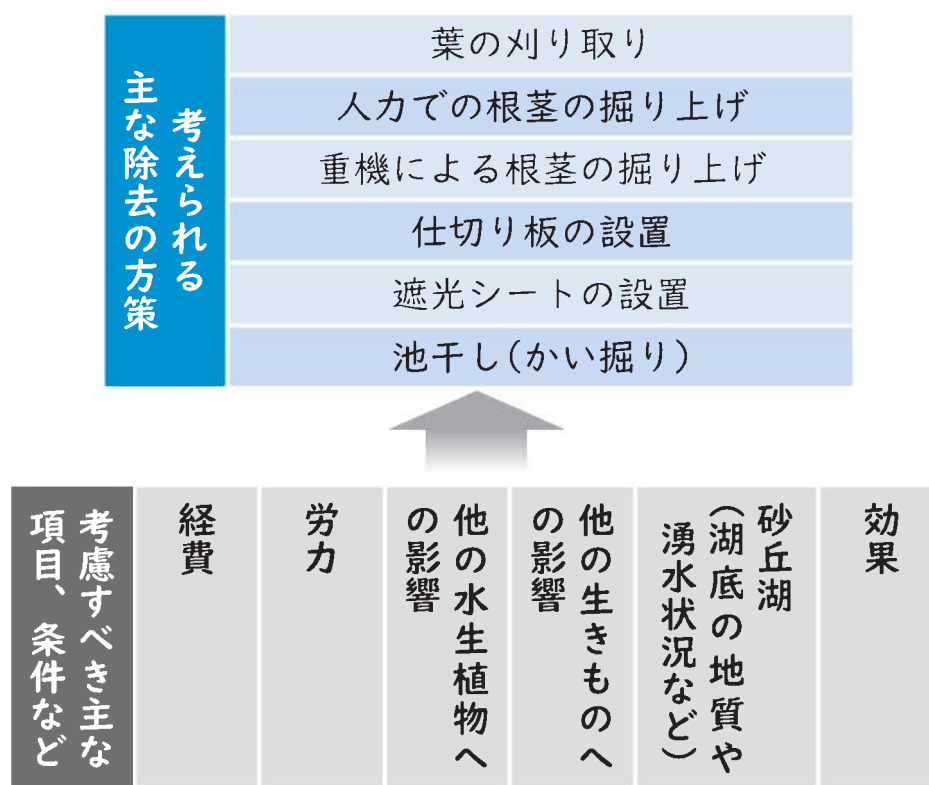 考えられる
主な除去の方策
葉の刈り取り
人力での根茎の掘り上げ
重機による根茎の掘り上げ
仕切り板の設置
遮光シートの設置
池干し(かい掘り)
考慮すべき主な
項目、条件など
経費
労力
他の水生植物へ
の影響
他の生きものへ
の影響
砂丘湖
(湖底の地質や
湧水状況など)
効果